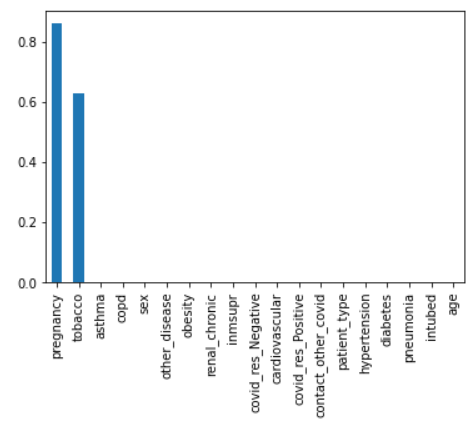 0.8
0.6
0.4
0.2
0.0
pregnancy
tobacco
asthma
copd
sex
other_disease
obesity
renal_chronic
inmsupr
covid_res_Negative
cardiovascular
covid_res_Positive
contact_other_covid
patient_type
hypertension
diabetes
pneumonia
intubed
age